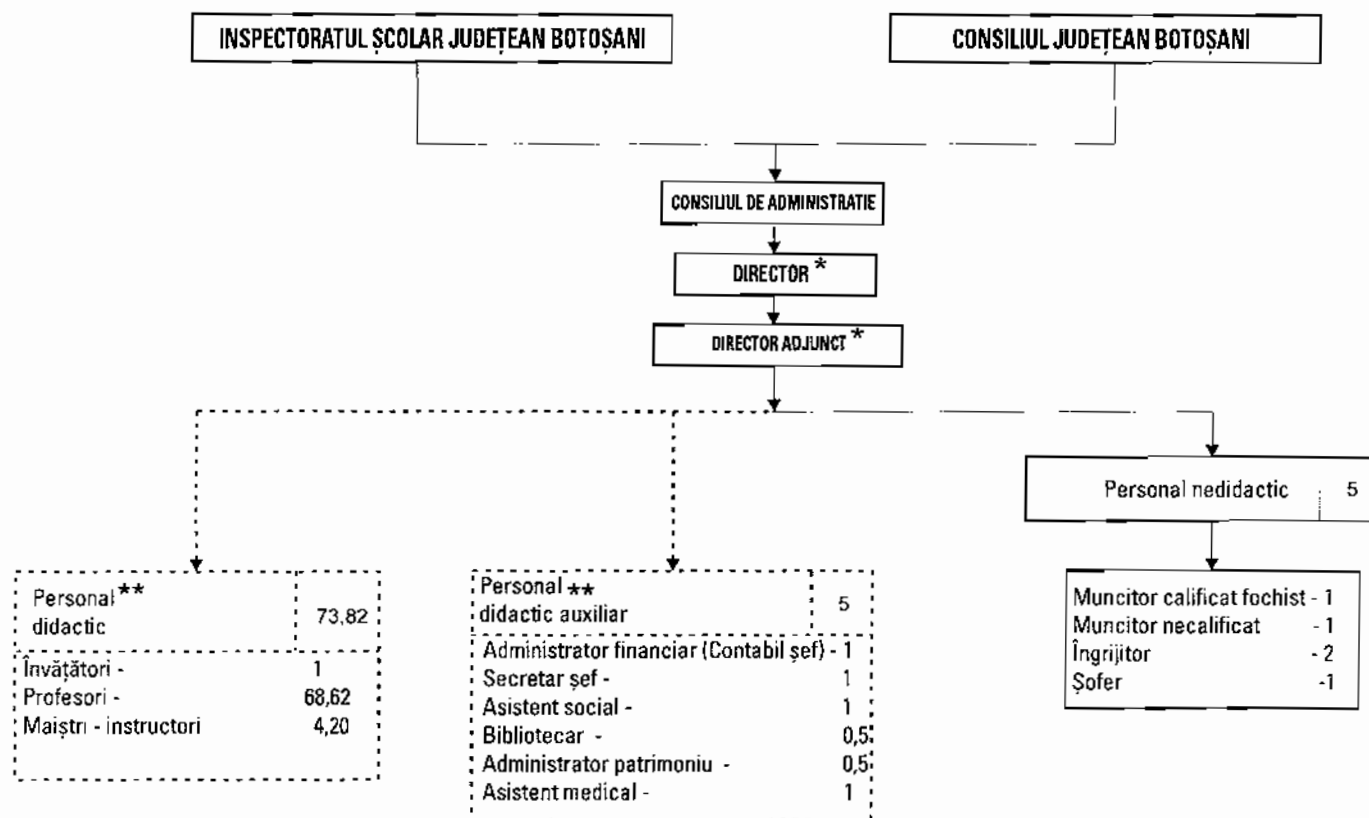 INSPECTORATUL ȘCOLAR JUDEȚEAN BOTOȘANI
CONSILIUL JUDEȚEAN BOTOȘANI
CONSILIUL DE ADMINISTRATIE
DIRECTOR *
DIRECTOR ADJUNCT *
Personal nedidactic 5
Muncitor calificat fochist - 1
Muncitor necalificat - 1
Îngrijitor - 2
Șofer -1
Personal **
didactic 73,82
Învățători - 1
Profesori - 68,62
Maiștri - instructori 4,20
Personal **
didactic auxiliar 5
Administrator financiar (Contabil șef) - 1
Secretar șef - 1
Asistent social - 1
Bibliotecar - 0,5
Administrator patrimoniu - 0,5
Asistent medical - 1